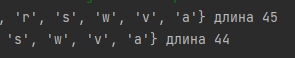 , 'r', 's', 'w', 'v', 'a'} длина 45
's', 'w', 'v', 'a'} длина 44